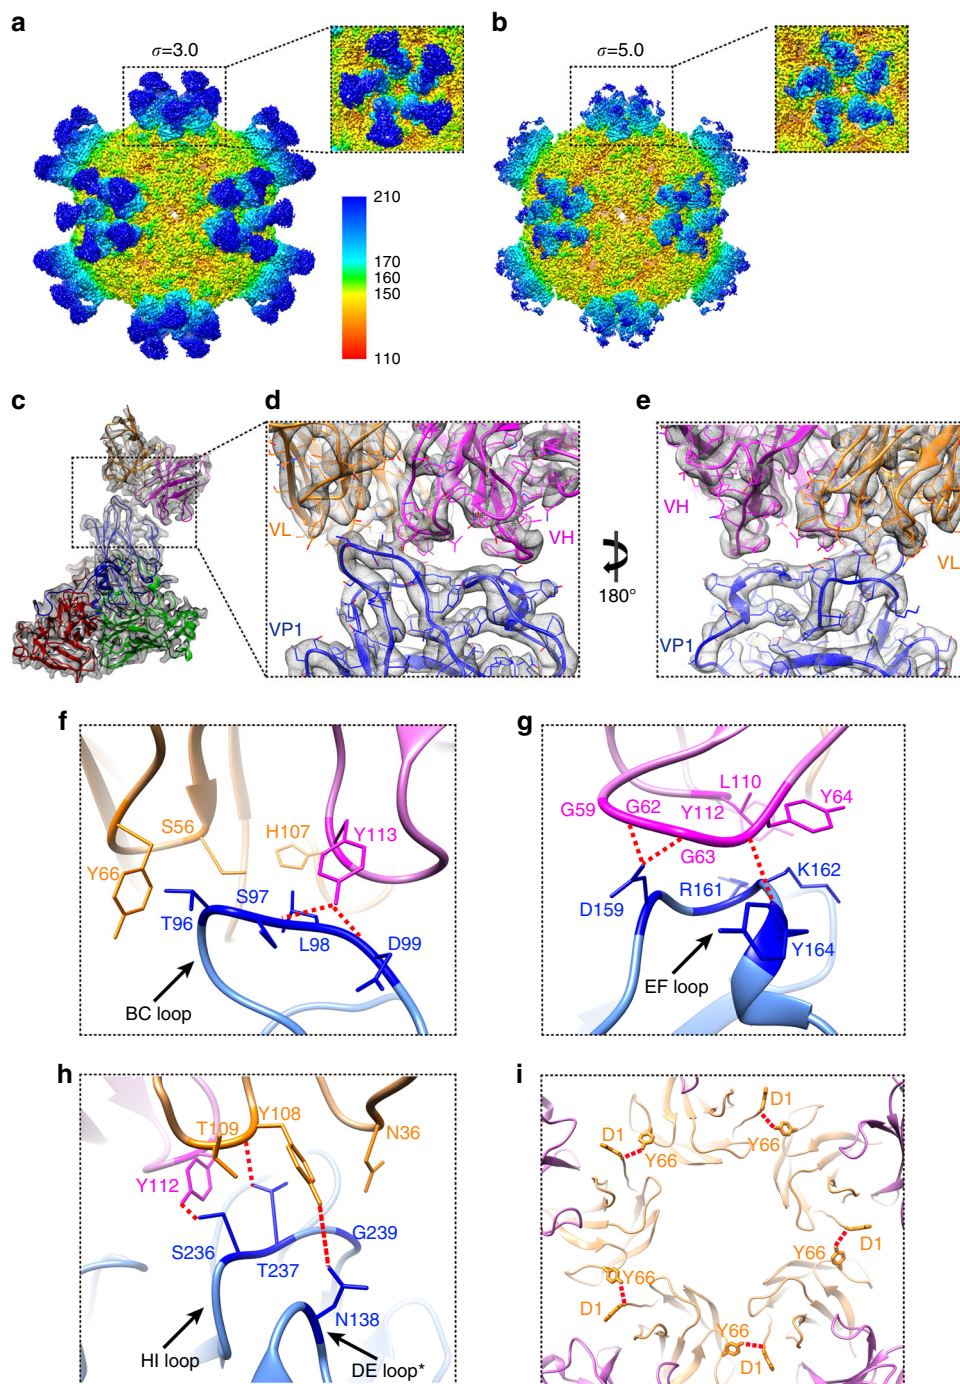 a
σ=3.0
b
σ=5.0
210
170
160
150
110
c
d
e
VL
VH
VP1
180°
VH
VL
VP1
f
g
S56
H107
Y113
Y66
S97
T96
L98
D99
BC loop
L110
G59
G62
Y112
Y64
G63
R161
K162
D159
Y164
EF loop
h
i
Y108
T109
N36
Y112
S236
G239
T237
N138
HI loop
DE loop*
D1
D1
Y66
Y66
D1
Y66
Y66
D1
Y66
D1